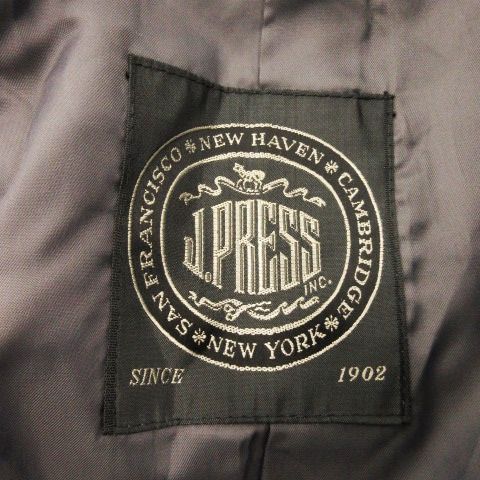 SAN FRANCISCO * NEW HAVEN * CAMBRIDGE * NEW YORK *
J. PRESS
INC.
SINCE 1902